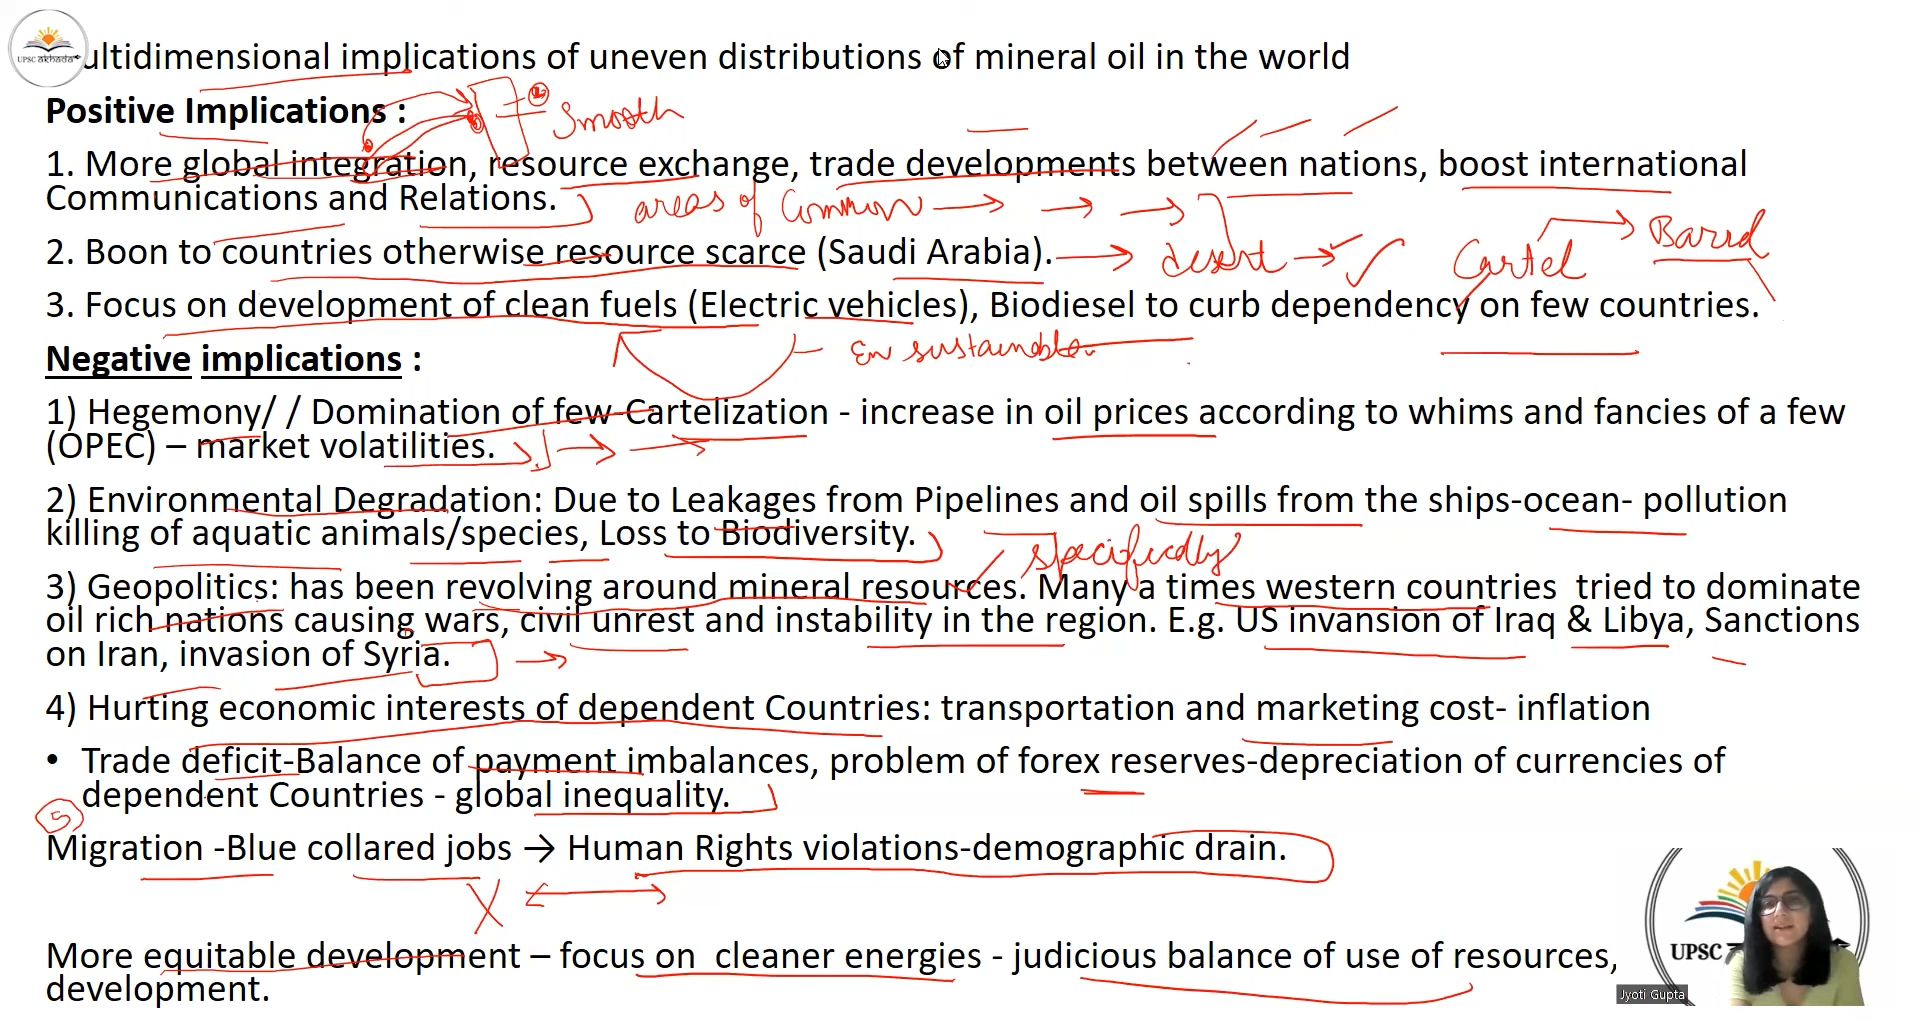 UPSC akhada
ultidimensional implications of uneven distributions of mineral oil in the world
Positive Implications :
Smooth
1. More global integration, resource exchange, trade developments between nations, boost international
Communications and Relations.
areas of Common
2. Boon to countries otherwise resource scarce (Saudi Arabia).
desert
Cartel
3. Focus on development of clean fuels (Electric vehicles), Biodiesel to curb dependency on few countries.
En sustainable
Negative implications :
1) Hegemony/ / Domination of few-Cartelization - increase in oil prices according to whims and fancies of a few
(OPEC) – market volatilities.
2) Environmental Degradation: Due to Leakages from Pipelines and oil spills from the ships-ocean- pollution
killing of aquatic animals/species, Loss to Biodiversity.
specifically
3) Geopolitics: has been revolving around mineral resources. Many a times western countries tried to dominate
oil rich nations causing wars, civil unrest and instability in the region. E.g. US invansion of Iraq & Libya, Sanctions
on Iran, invasion of Syria.
4) Hurting economic interests of dependent Countries: transportation and marketing cost- inflation
• Trade deficit-Balance of payment imbalances, problem of forex reserves-depreciation of currencies of
dependent Countries - global inequality.
5
Migration -Blue collared jobs → Human Rights violations-demographic drain.
X
More equitable development – focus on cleaner energies - judicious balance of use of resources,
development.
UPSC
Jyoti Gupta